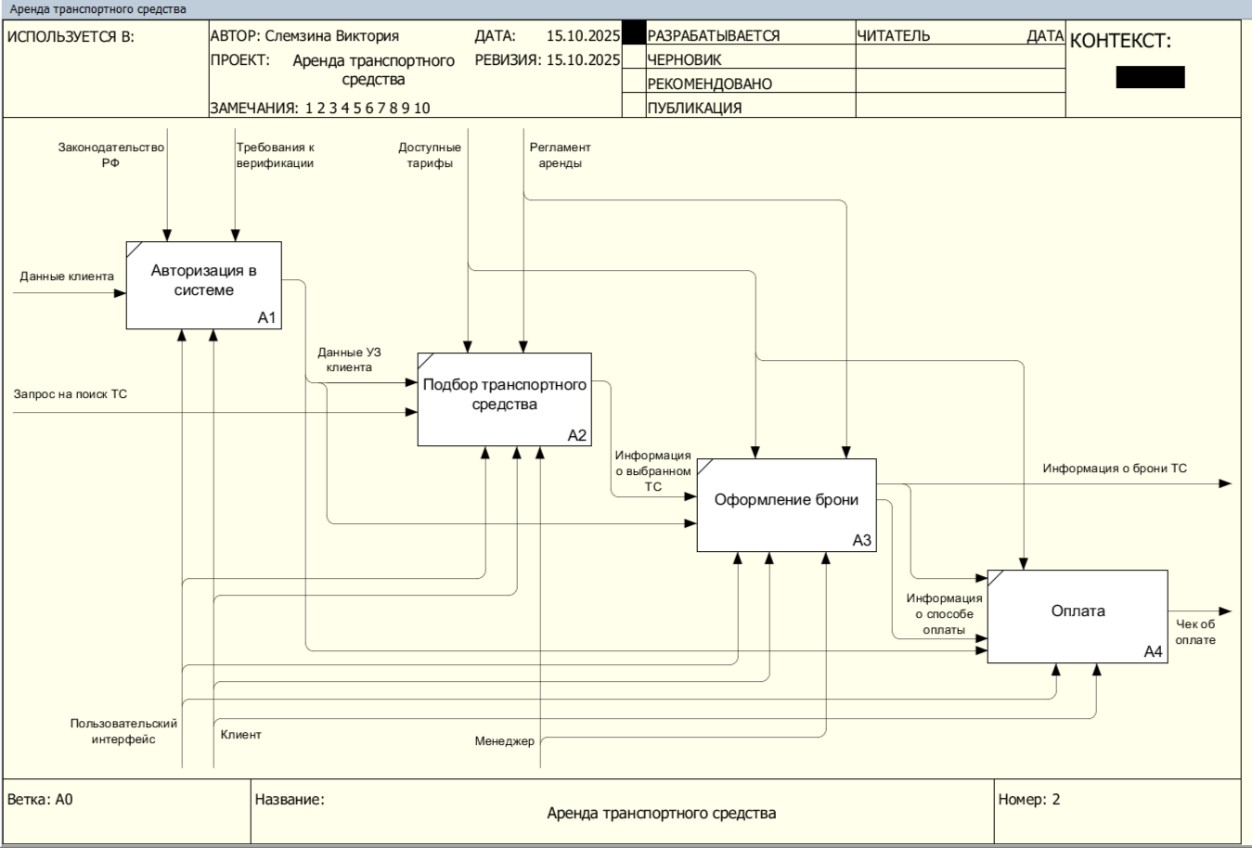 Аренда транспортного средства
ИСПОЛЬЗУЕТСЯ В:
АВТОР: Слемзина Виктория
ДАТА: 15.10.2025
РАЗРАБАТЫВАЕТСЯ
ЧИТАТЕЛЬ
ДАТА
КОНТЕКСТ:
ПРОЕКТ: Аренда транспортного
средства
РЕВИЗИЯ: 15.10.2025
ЧЕРНОВИК
РЕКОМЕНДОВАНО
ЗАМЕЧАНИЯ: 1 2 3 4 5 6 7 8 9 10
ПУБЛИКАЦИЯ
Законодательство
РФ
Требования к
верификации
Доступные
тарифы
Регламент
аренды
Данные клиента
Авторизация в
системе
A1
Данные УЗ
клиента
Запрос на поиск ТС
Подбор транспортного
средства
A2
Информация
о выбранном
ТС
Оформление брони
A3
Информация о брони ТС
Информация
о способе
оплаты
Оплата
A4
Чек об
оплате
Пользовательский
интерфейс
Клиент
Менеджер
Ветка: A0
Название:
Аренда транспортного средства
Номер: 2